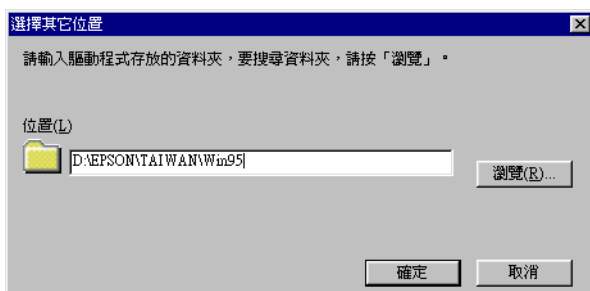 選擇其它位置
請輸入驅動程式存放的資料夾，要搜尋資料夾，請按「瀏覽」。
位置(L)
D:\EPSON\TAIWAN\Win95
瀏覽(R)...
確定 取消